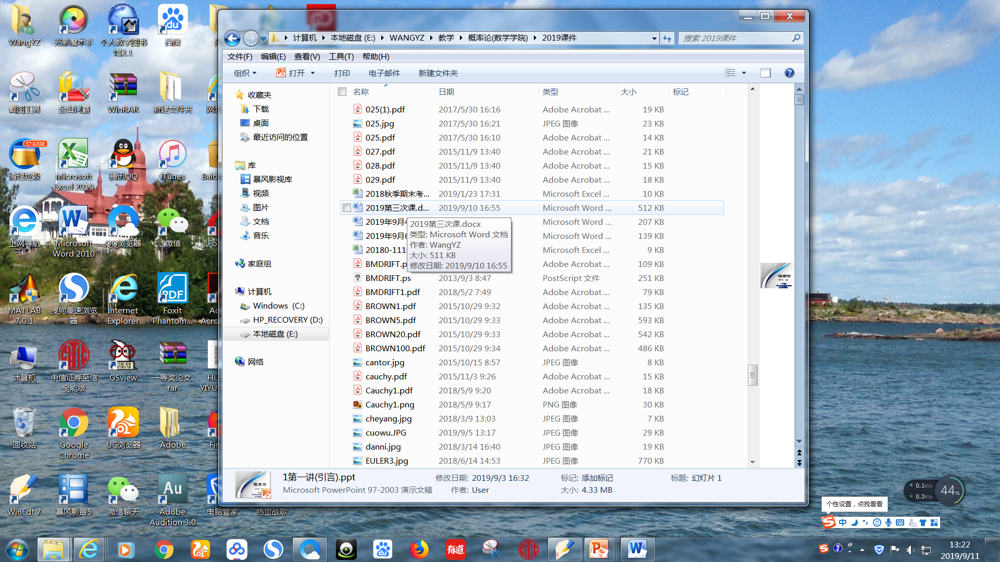 WangYZ
光影魔术手
个人数字图书馆2.1
百度
截图工具
金山词霸
WinRAR
新建文件夹
57.62GB
清理垃圾
Microsoft Excel 2010
腾讯QQ
iTunes
Baid
上网导航
Microsoft Word 2010
QQ浏览器
微信
Fo
MATLAB 7.0.1
搜狗高速浏览器
Internet Explorer
Foxit Phantom...
Acro
计算机
中信证券至信全能版
GSview
一等奖论文.rar
HU
YIYU
回收站
Google Chrome
UC浏览器
Adobe
Fir
WinEdt 7
暴风影音5
微信聊天
Adobe Audition 3.0
电脑管家
热血战歌
计算机 本地磁盘 (E:) WANGYZ 教学 概率论(数学学院) 2019课件
搜索 2019课件
文件(F) 编辑(E) 查看(V) 工具(T) 帮助(H)
组织 打开 打印 电子邮件 新建文件夹
收藏夹
下载
桌面
最近访问的位置
库
暴风影视库
视频
图片
文档
音乐
家庭组
计算机
Windows (C:)
HP_RECOVERY (D:)
本地磁盘 (E:)
网络
名称 日期 类型 大小 标记
025(1).pdf 2017/5/30 16:16 Adobe Acrobat ... 19 KB
025.jpg 2017/5/30 16:21 JPEG 图像 23 KB
025.pdf 2017/5/30 16:10 Adobe Acrobat ... 14 KB
027.pdf 2015/11/9 13:40 Adobe Acrobat ... 21 KB
028.pdf 2015/11/9 13:40 Adobe Acrobat ... 15 KB
029.pdf 2015/11/9 13:40 Adobe Acrobat ... 18 KB
2018秋季期末考... 2019/1/23 17:31 Microsoft Excel ... 10 KB
2019第三次课.d... 2019/9/10 16:55 Microsoft Word ... 512 KB
2019年9月4 Microsoft Word ... 207 KB
2019年9月6 Microsoft Word ... 139 KB
20180-111 Microsoft Excel ... 9 KB
BMDRIFT.p Adobe Acrobat ... 109 KB
BMDRIFT.ps 2013/9/3 8:47 PostScript 文件 251 KB
BMDRIFT1.pdf 2018/5/2 7:49 Adobe Acrobat ... 79 KB
BROWN1.pdf 2015/10/29 9:32 Adobe Acrobat ... 135 KB
BROWN5.pdf 2015/10/29 9:33 Adobe Acrobat ... 593 KB
BROWN20.pdf 2015/10/29 9:33 Adobe Acrobat ... 542 KB
BROWN100.pdf 2015/10/29 9:34 Adobe Acrobat ... 486 KB
cantor.jpg 2015/10/15 8:57 JPEG 图像 8 KB
cauchy.pdf 2015/11/3 9:26 Adobe Acrobat ... 15 KB
Cauchy1.pdf 2018/5/9 9:20 Adobe Acrobat ... 18 KB
Cauchy1.png 2018/5/9 9:17 PNG 图像 30 KB
cheyang.jpg 2018/3/9 13:03 JPEG 图像 7 KB
cuowu.JPG 2019/9/5 13:17 JPEG 图像 29 KB
danni.jpg 2018/3/14 16:40 JPEG 图像 19 KB
EULER3.jpg 2018/6/14 14:53 JPEG 图像 770 KB
2019第三次课.docx
类型: Microsoft Word 文档
作者: WangYZ
大小: 511 KB
修改日期: 2019/9/10 16:55
1第一讲(引言).ppt 修改日期: 2019/9/3 16:32 标记: 添加标记 标题: 幻灯片 1
Microsoft PowerPoint 97-2003 演示文稿 作者: User 大小: 4.33 MB
0.1K/s
0.3K/s
44%
个性设置，点我看看
中
有道
13:22
2019/9/11